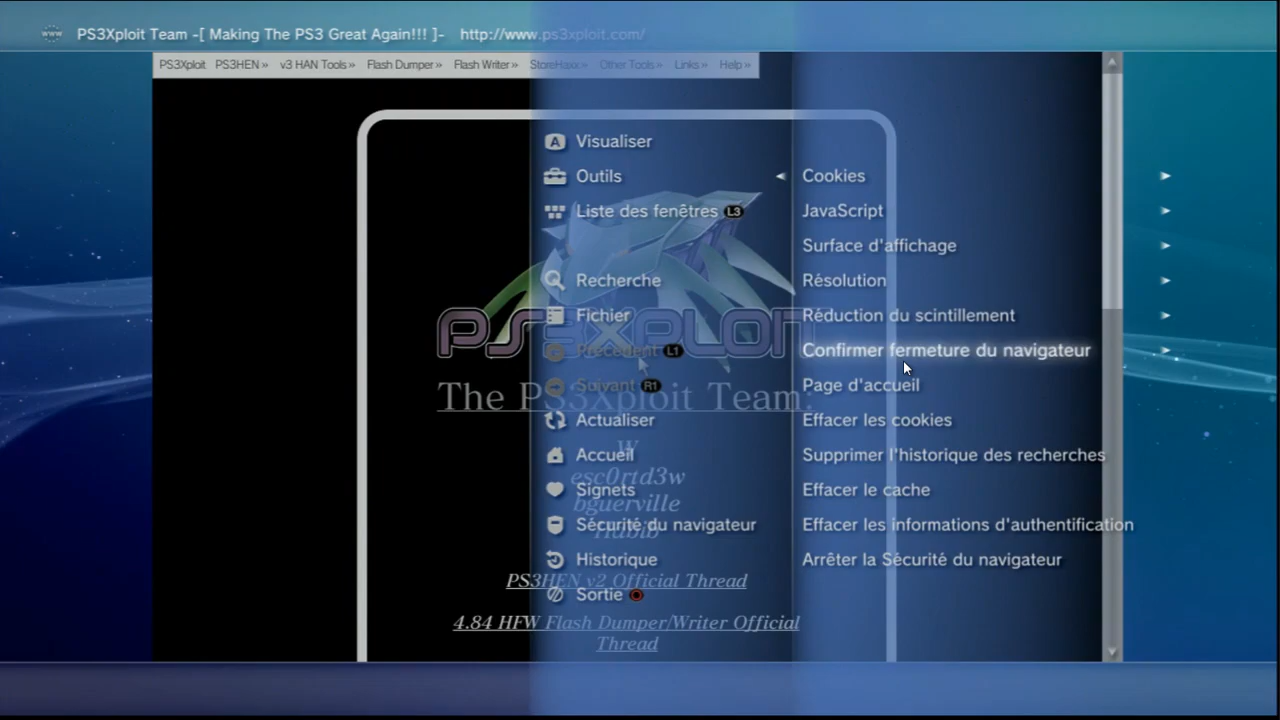 PS3Xploit Team -[ Making The PS3 Great Again!!! ]- http://www.ps3xploit.com/
PS3Xploit PS3HEN » v3 HAN Tools » Flash Dumper » Flash Writer » StoreHaxx » Other Tools » Links » Help »
A Visualiser
Outils
Cookies
Liste des fenêtres L3
JavaScript
Surface d'affichage
Recherche
Résolution
Fichier
Réduction du scintillement
PS3XPLOIT
Précédent L1
Confirmer fermeture du navigateur
Suivant R1
Page d'accueil
The PS3Xploit Team:
Actualiser
Effacer les cookies
W
Accueil
Supprimer l'historique des recherches
esc0rtd3w
Signets
Effacer le cache
bguerville
Sécurité du navigateur
Effacer les informations d'authentification
Habib
Historique
Arrêter la Sécurité du navigateur
PS3HEN v2 Official Thread
Sortie
4.84 HFW Flash Dumper/Writer Official
Thread